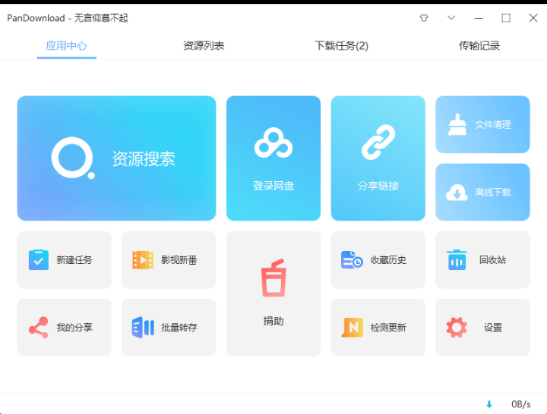 PanDownload - 无言仰慕不起
应用中心
资源列表
下载任务(2)
传输记录
资源搜索
登录网盘
分享链接
文件清理
离线下载
新建任务
影视新番
捐助
收藏历史
回收站
我的分享
批量转存
检测更新
设置
0B/s